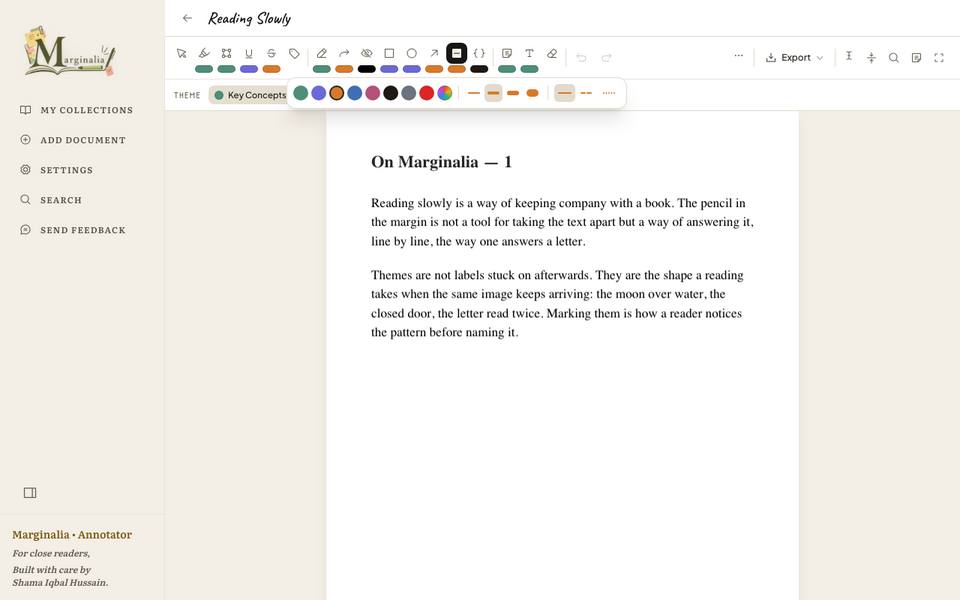 Marginalia
Reading Slowly
Export
THEME
Key Concepts
MY COLLECTIONS
ADD DOCUMENT
SETTINGS
SEARCH
SEND FEEDBACK
On Marginalia — 1
Reading slowly is a way of keeping company with a book. The pencil in
the margin is not a tool for taking the text apart but a way of answering it,
line by line, the way one answers a letter.
Themes are not labels stuck on afterwards. They are the shape a reading
takes when the same image keeps arriving: the moon over water, the
closed door, the letter read twice. Marking them is how a reader notices
the pattern before naming it.
Marginalia • Annotator
For close readers,
Built with care by
Shama Iqbal Hussain.